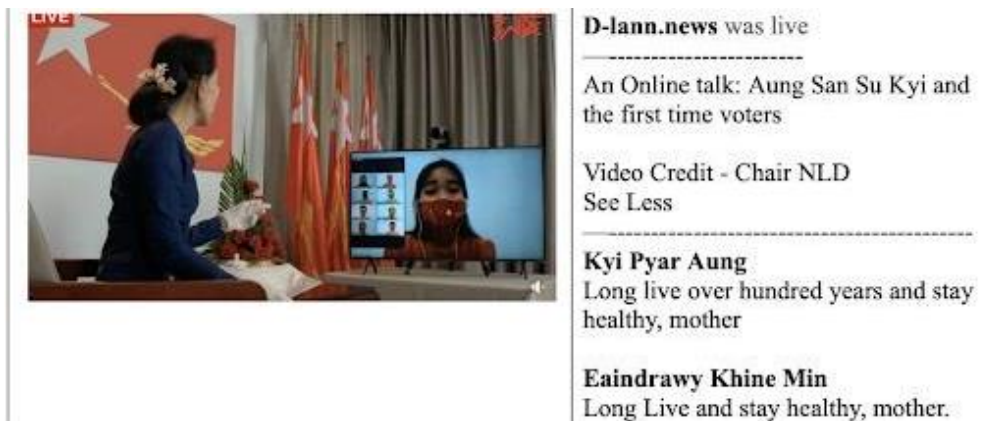 LIVE
D-lann.news was live
An Online talk: Aung San Su Kyi and
the first time voters
Video Credit - Chair NLD
See Less
Kyi Pyar Aung
Long live over hundred years and stay
healthy, mother
Eaindrawy Khine Min
Long Live and stay healthy, mother.